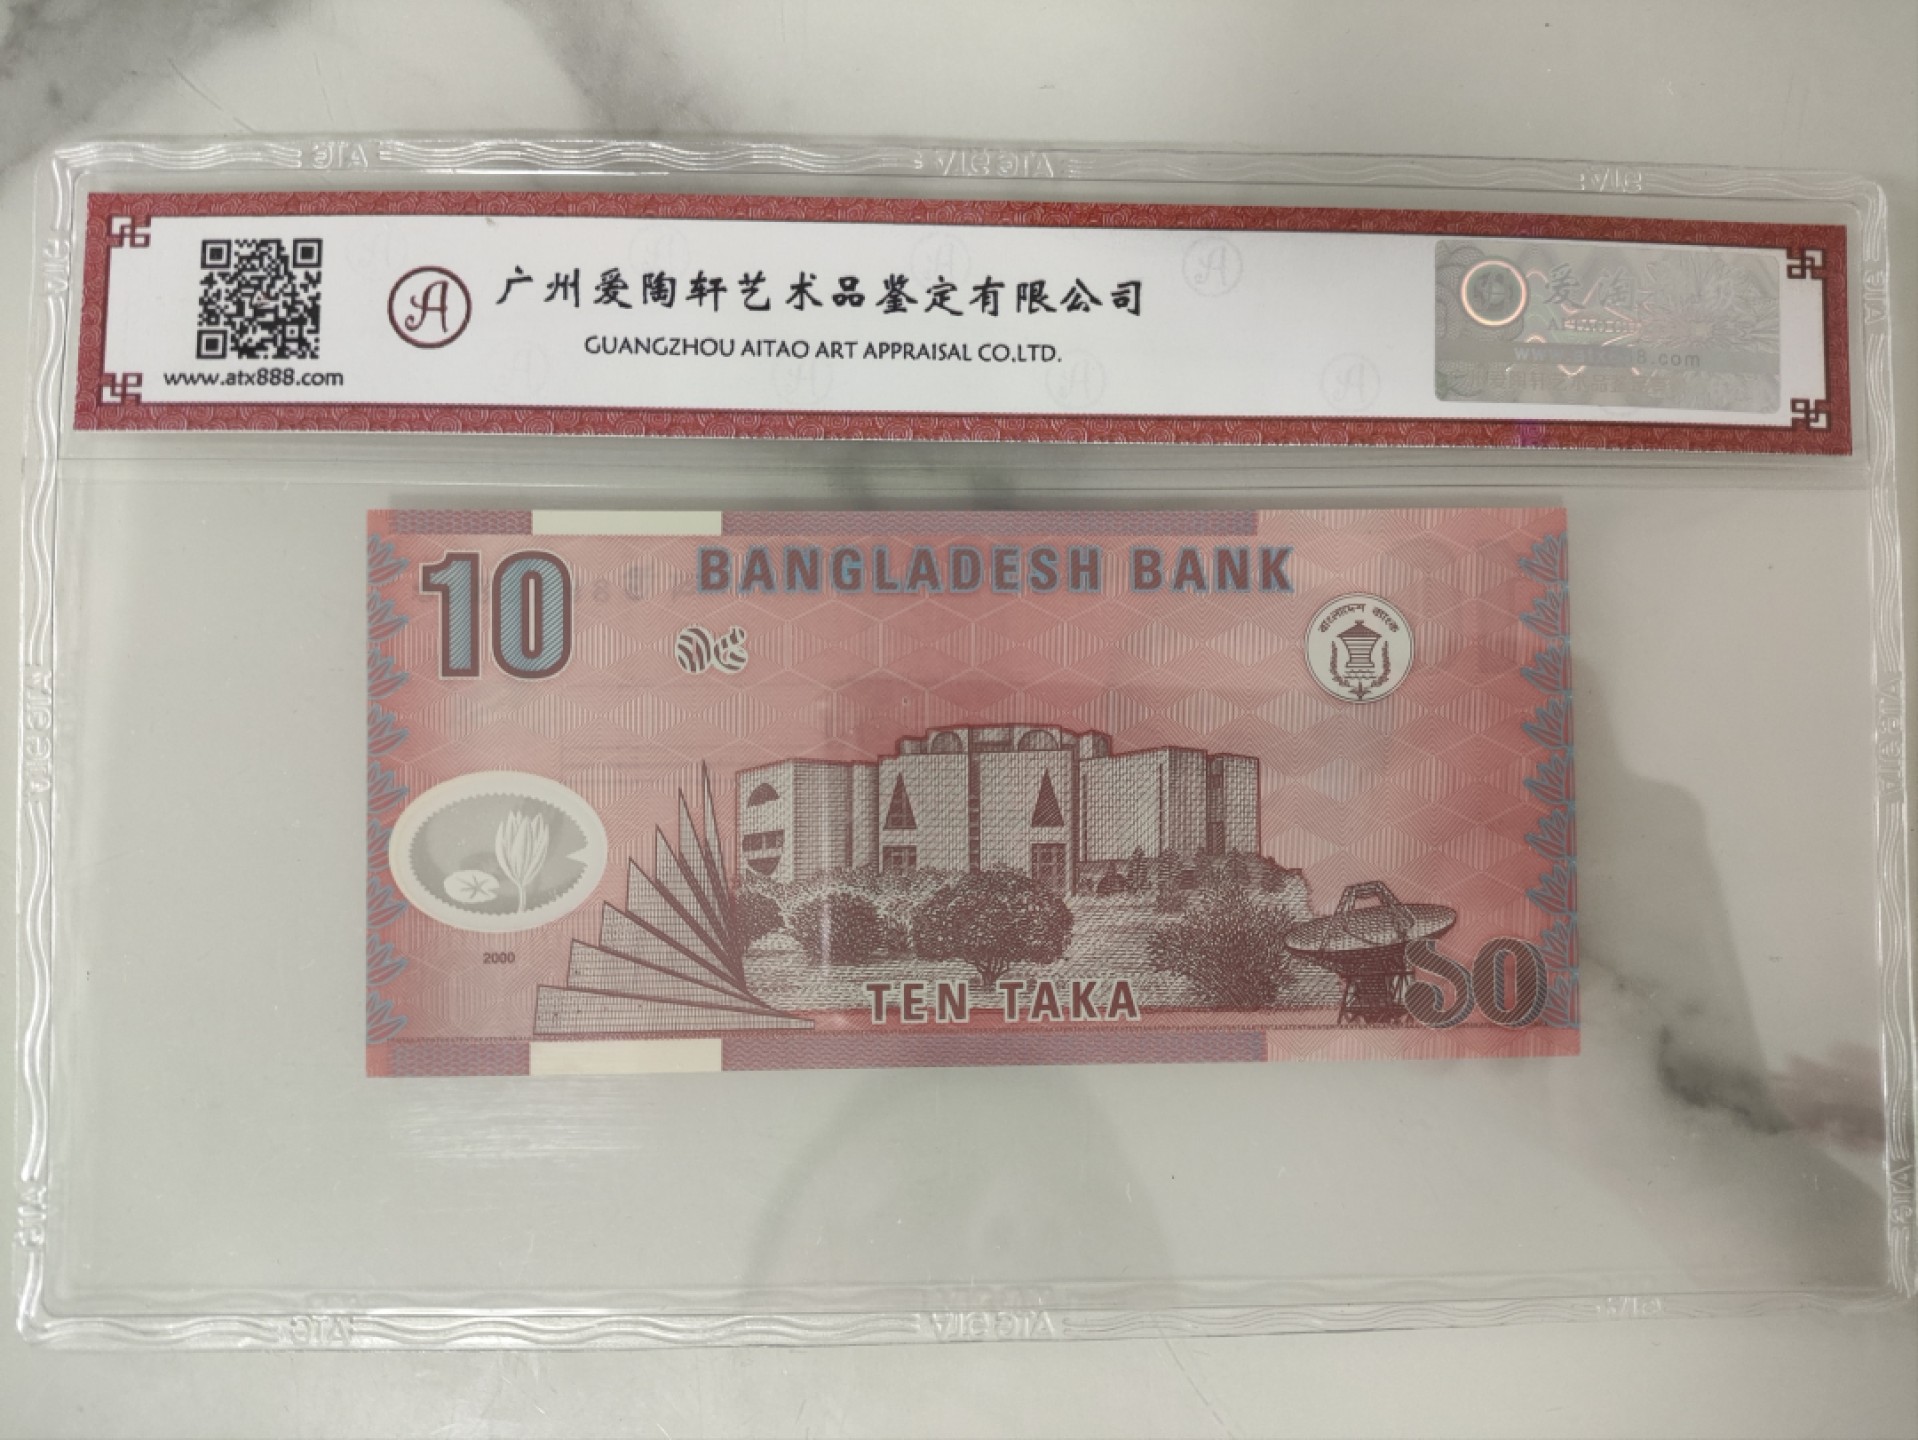 广州爱陶轩艺术品鉴定有限公司
GUANGZHOU AITAO ART APPRAISAL CO.LTD.
www.atx888.com
10
BANGLADESH BANK
বাংলাদেশ ব্যাংক
2000
TEN TAKA
১০